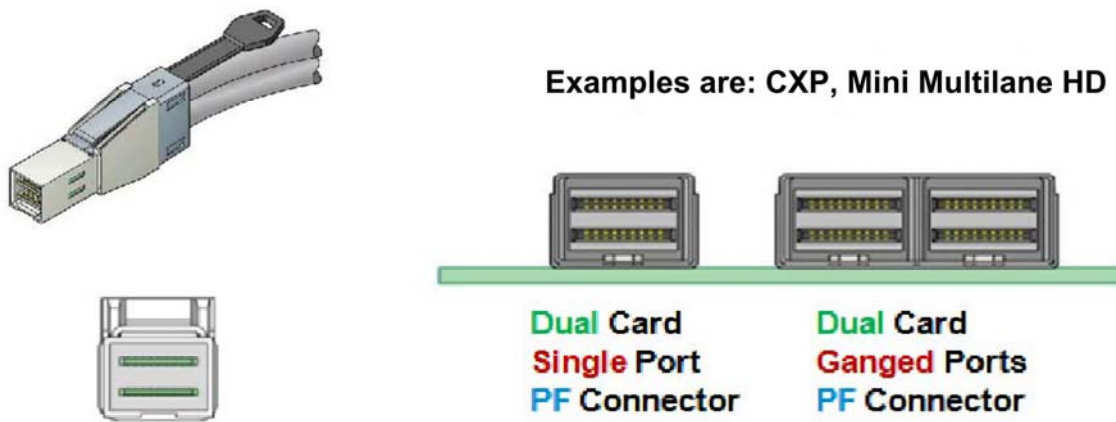 Examples are: CXP, Mini Multilane HD
Dual Card
Single Port
PF Connector
Dual Card
Ganged Ports
PF Connector